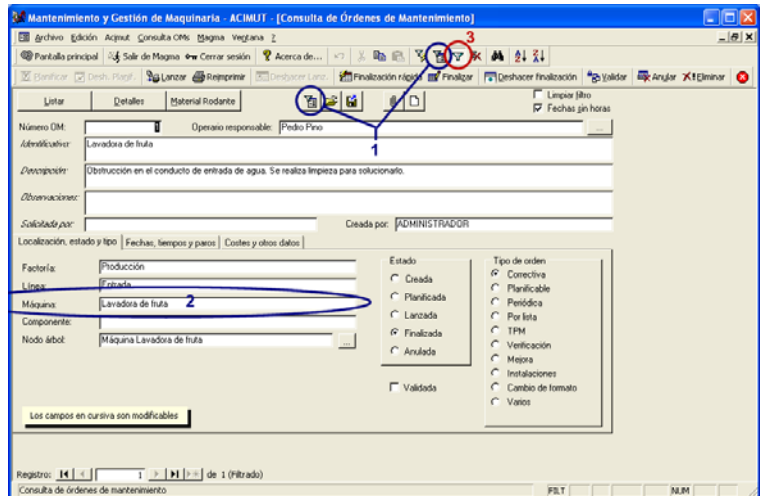 Mantenimiento y Gestión de Maquinaria - ACIMUT - [Consulta de Órdenes de Mantenimiento]
Archivo Edición Acimut Consulta OMs Magma Ventana ?
3
Pantalla principal Salir de Magma Cerrar sesión Acerca de...
Planificar Desh. Planif. Lanzar Reimprimir Deshacer Lanz. Finalización rápida Finalizar Deshacer finalización Validar Anular Eliminar
Listar Detalles Material Rodante
Limpiar filtro
Fechas sin horas
Número OM: Operario responsable: Pedro Pino ...
1
Identificativo: Lavadora de fruta
Descripción: Obstrucción en el conducto de entrada de agua. Se realiza limpieza para solucionarlo.
Observaciones:
Solicitada por: Creada por: ADMINISTRADOR
Localización, estado y tipo Fechas, tiempos y paros Costes y otros datos
Factoría: Producción
Línea: Entrada
Máquina: Lavadora de fruta 2
Componente:
Nodo árbol: Máquina Lavadora de fruta ...
Estado
Creada
Planificada
Lanzada
Finalizada
Anulada
Validada
Tipo de orden
Correctiva
Planificable
Periódica
Por lista
TPM
Verificación
Mejora
Instalaciones
Cambio de formato
Varios
Los campos en cursiva son modificables
Registro: 1 de 1 (Filtrado)
Consulta de órdenes de mantenimiento FILT NUM